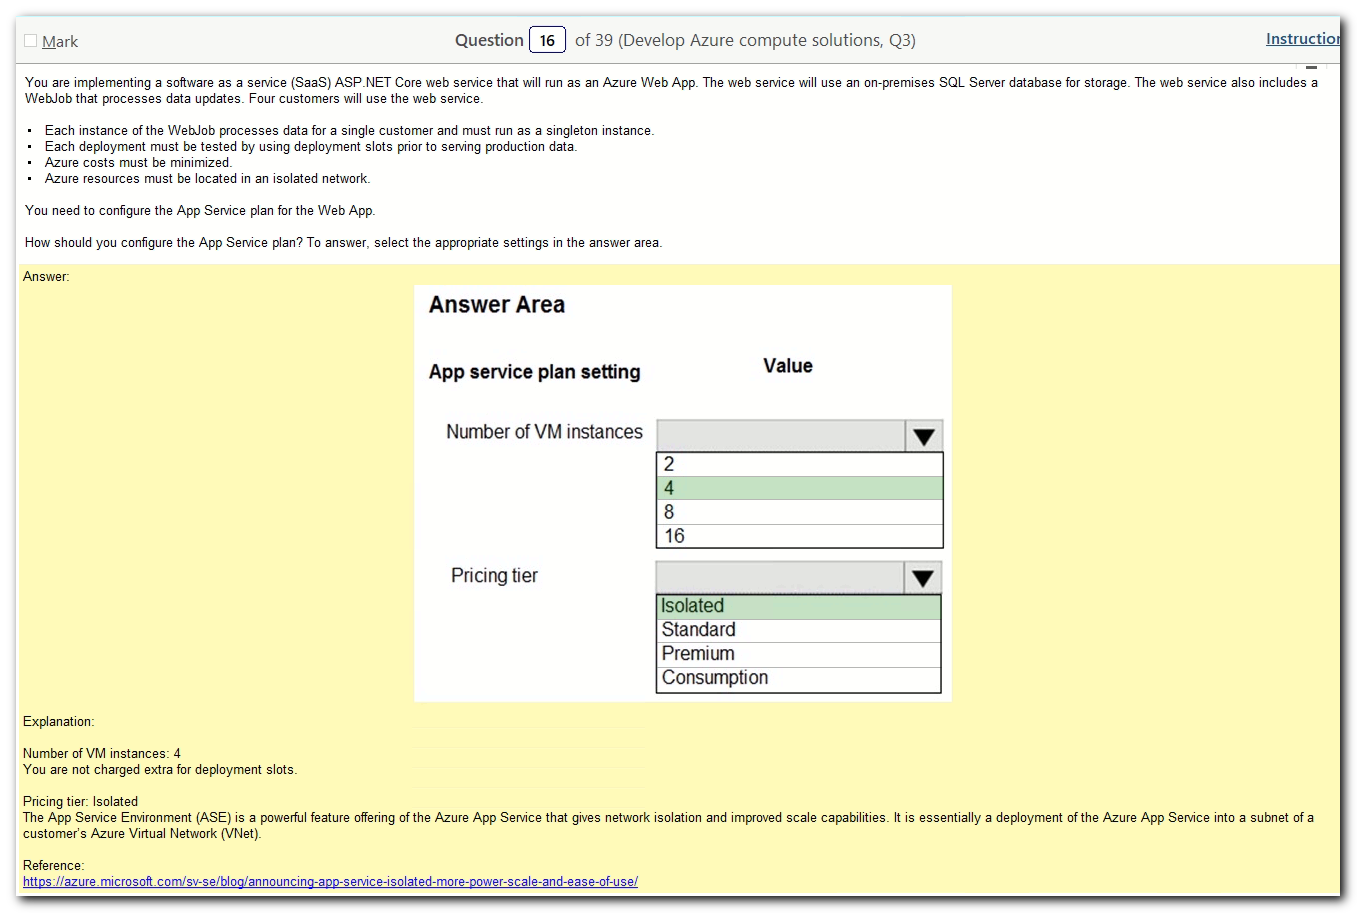 Mark Question 16 of 39 (Develop Azure compute solutions, Q3) Instruction
You are implementing a software as a service (SaaS) ASP.NET Core web service that will run as an Azure Web App. The web service will use an on-premises SQL Server database for storage. The web service also includes a
WebJob that processes data updates. Four customers will use the web service.
▪ Each instance of the WebJob processes data for a single customer and must run as a singleton instance.
▪ Each deployment must be tested by using deployment slots prior to serving production data.
▪ Azure costs must be minimized.
▪ Azure resources must be located in an isolated network.
You need to configure the App Service plan for the Web App.
How should you configure the App Service plan? To answer, select the appropriate settings in the answer area.
Answer:
Answer Area
App service plan setting Value
Number of VM instances
2
4
8
16
Pricing tier
Isolated
Standard
Premium
Consumption
Explanation:
Number of VM instances: 4
You are not charged extra for deployment slots.
Pricing tier: Isolated
The App Service Environment (ASE) is a powerful feature offering of the Azure App Service that gives network isolation and improved scale capabilities. It is essentially a deployment of the Azure App Service into a subnet of a
customer's Azure Virtual Network (VNet).
Reference:
https://azure.microsoft.com/sv-se/blog/announcing-app-service-isolated-more-power-scale-and-ease-of-use/